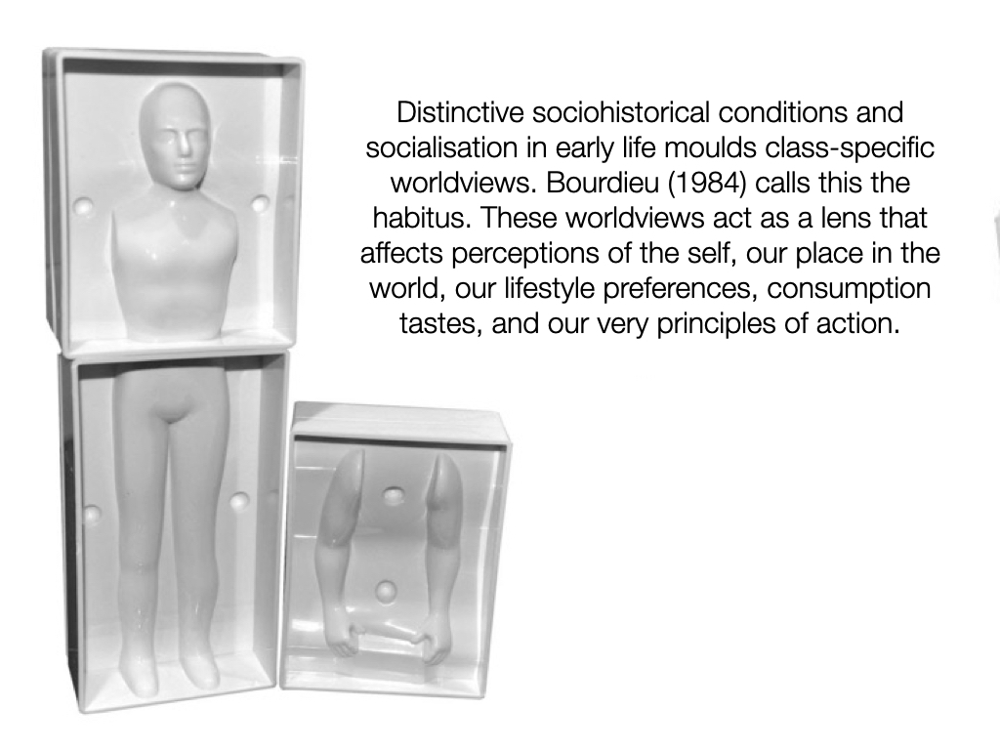 Distinctive sociohistorical conditions and
socialisation in early life moulds class-specific
worldviews. Bourdieu (1984) calls this the
habitus. These worldviews act as a lens that
affects perceptions of the self, our place in the
world, our lifestyle preferences, consumption
tastes, and our very principles of action.